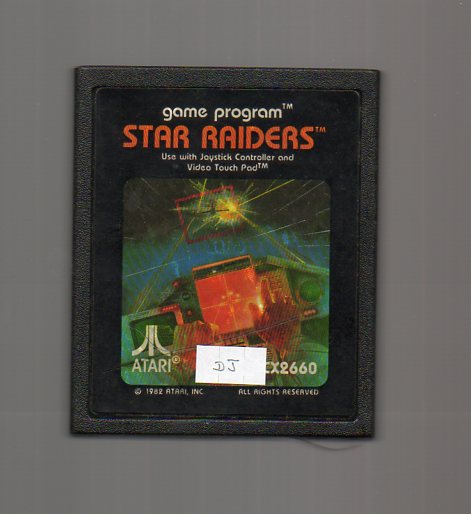 game program™
STAR RAIDERS™
Use with Joystick Controller and
Video Touch Pad™
ATARI®
DJ
CX2660
© 1982 ATARI, INC.
ALL RIGHTS RESERVED